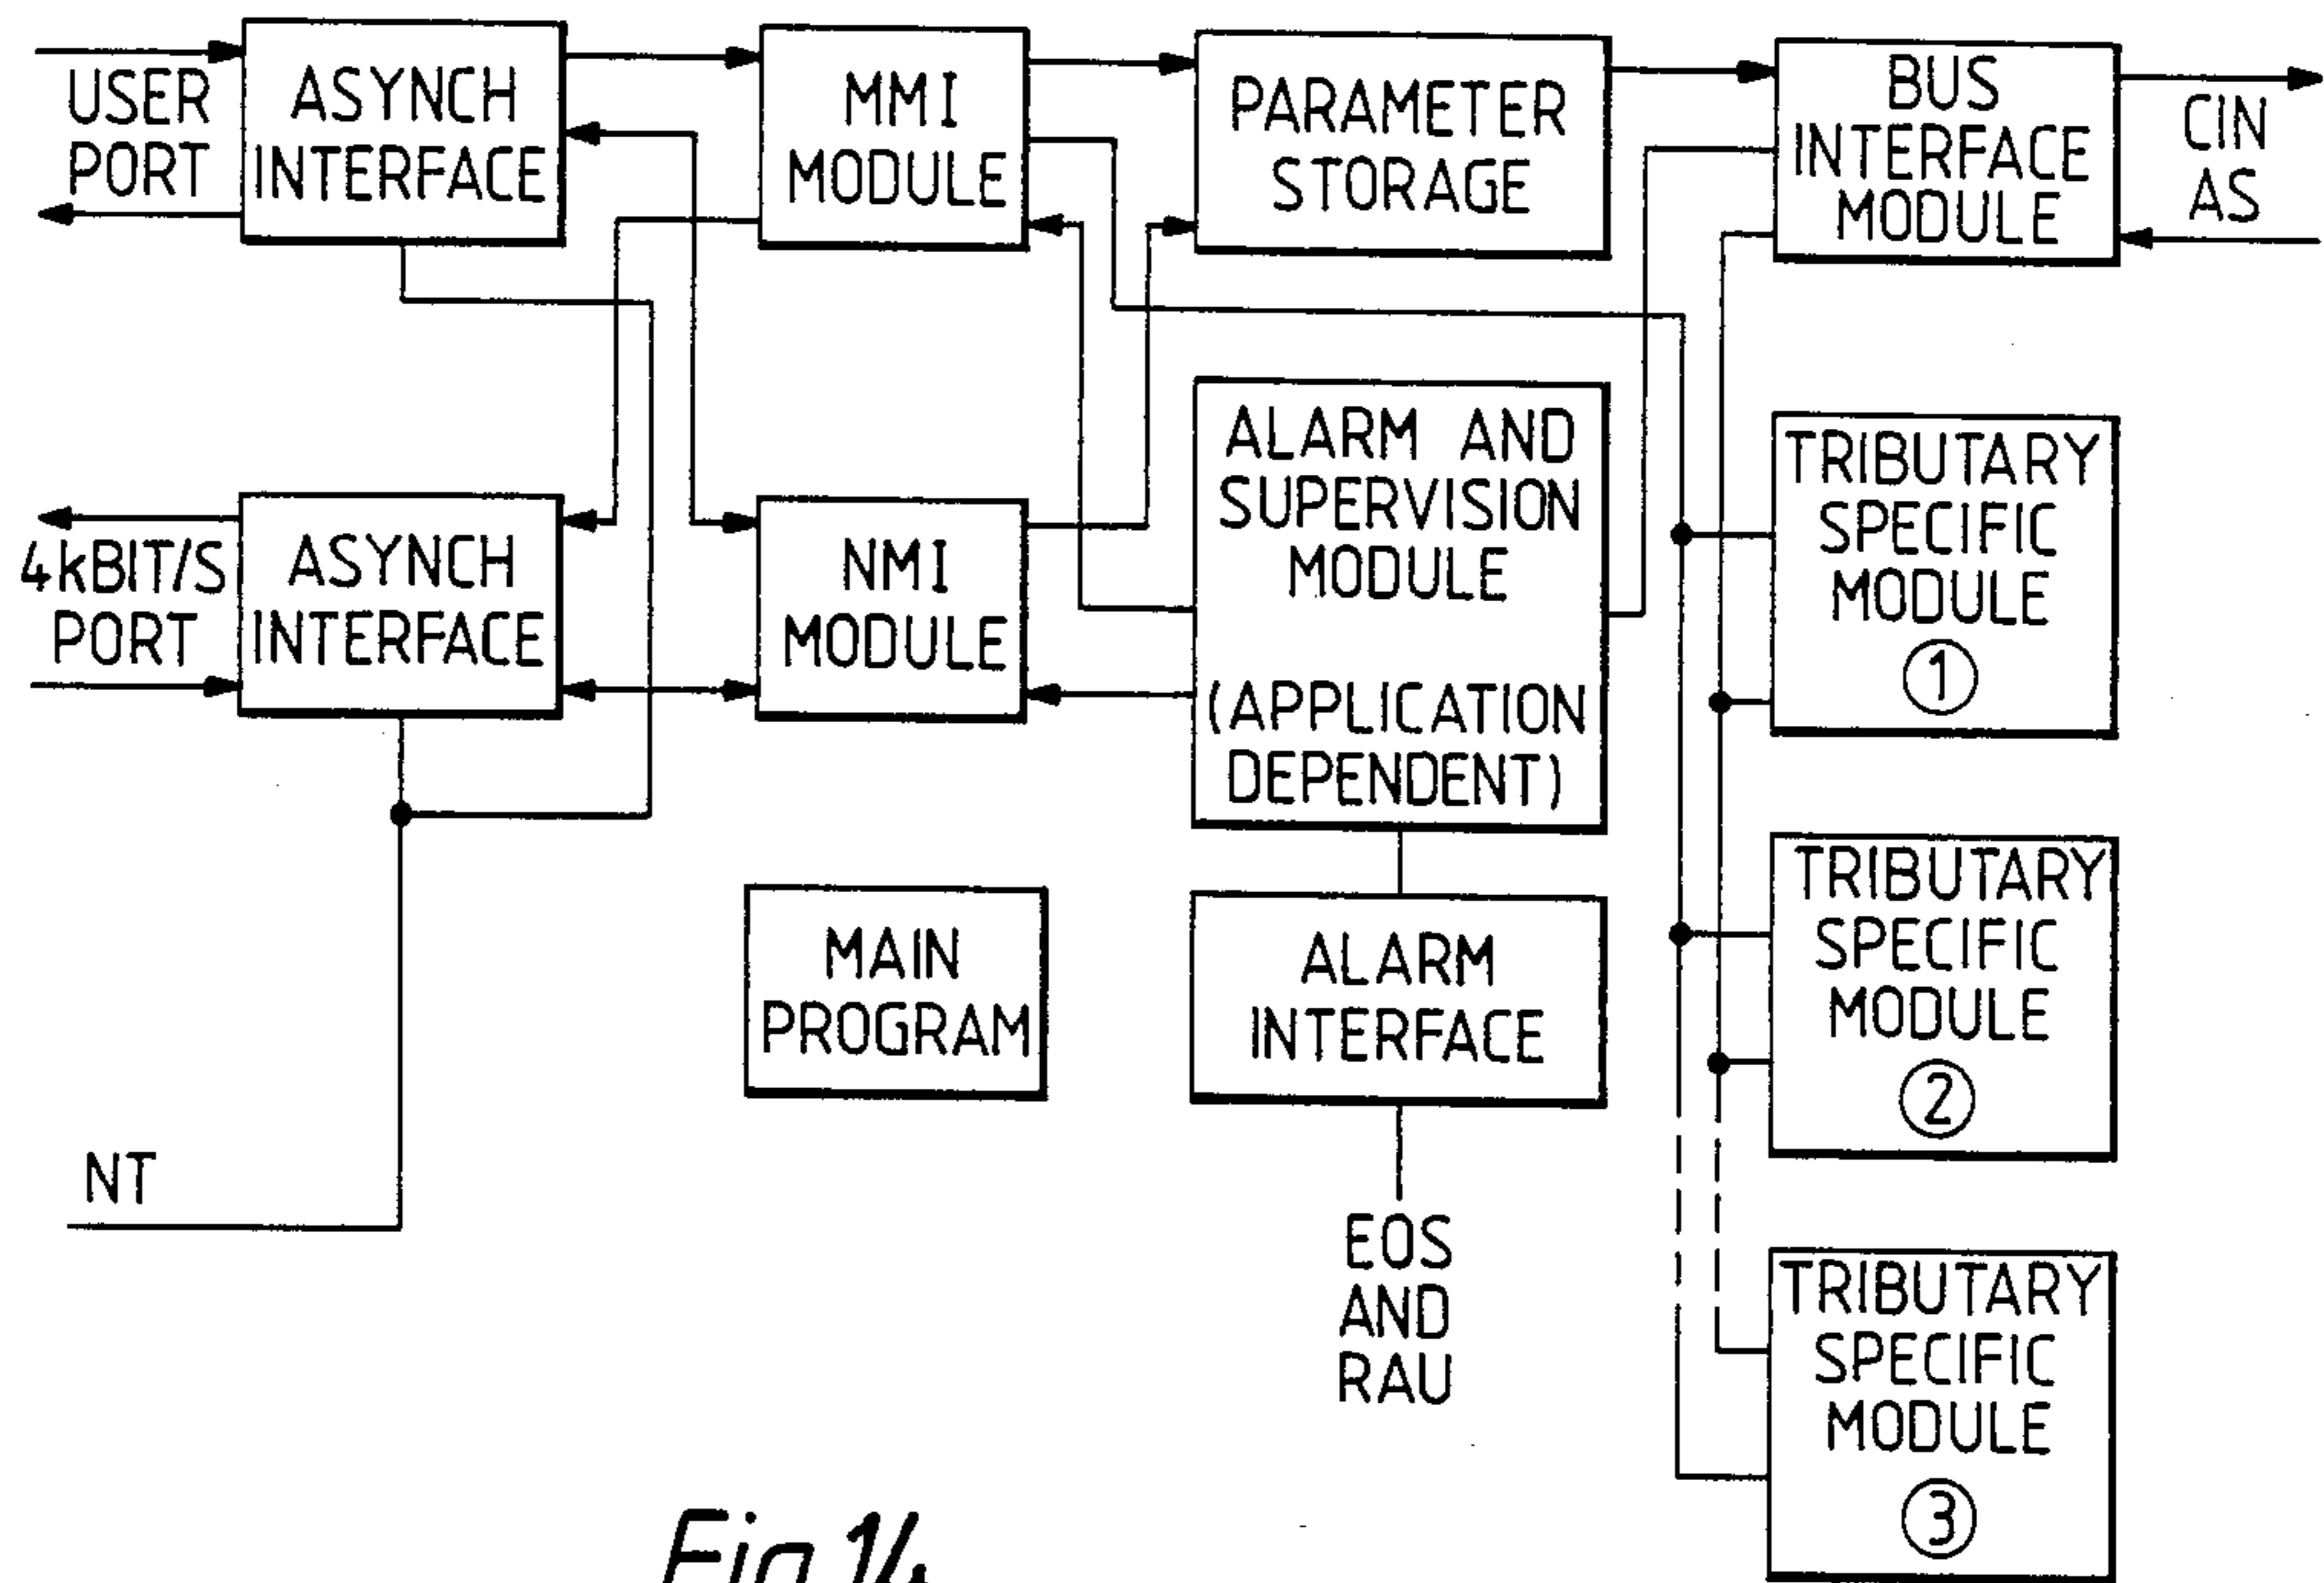 USER
PORT
ASYNCH
INTERFACE
MMI
MODULE
PARAMETER
STORAGE
BUS
INTERFACE
MODULE
CIN
AS
4kBIT/S
PORT
ASYNCH
INTERFACE
NMI
MODULE
ALARM AND
SUPERVISION
MODULE
(APPLICATION
DEPENDENT)
TRIBUTARY
SPECIFIC
MODULE
1
MAIN
PROGRAM
ALARM
INTERFACE
TRIBUTARY
SPECIFIC
MODULE
2
NT
EOS
AND
RAU
TRIBUTARY
SPECIFIC
MODULE
3
Fig 14